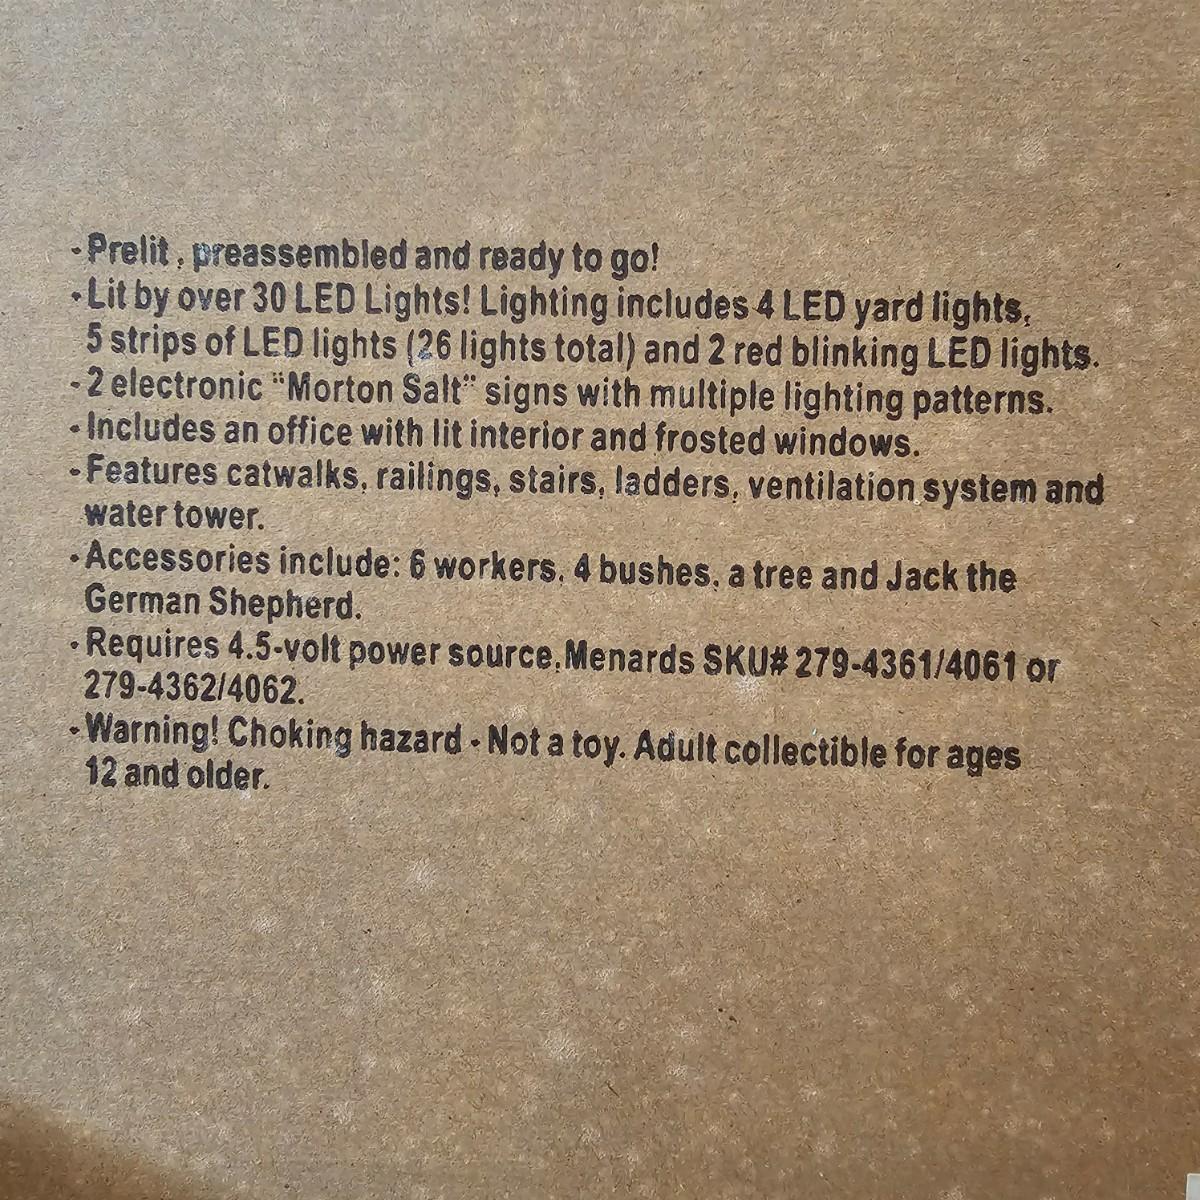 - Prelit , preassembled and ready to go!
- Lit by over 30 LED Lights! Lighting includes 4 LED yard lights,
5 strips of LED lights (26 lights total) and 2 red blinking LED lights.
- 2 electronic "Morton Salt" signs with multiple lighting patterns.
- Includes an office with lit interior and frosted windows.
- Features catwalks, railings, stairs, ladders, ventilation system and
water tower.
- Accessories include: 6 workers, 4 bushes, a tree and Jack the
German Shepherd.
- Requires 4.5-volt power source,Menards SKU# 279-4361/4061 or
279-4362/4062.
- Warning! Choking hazard - Not a toy. Adult collectible for ages
12 and older.